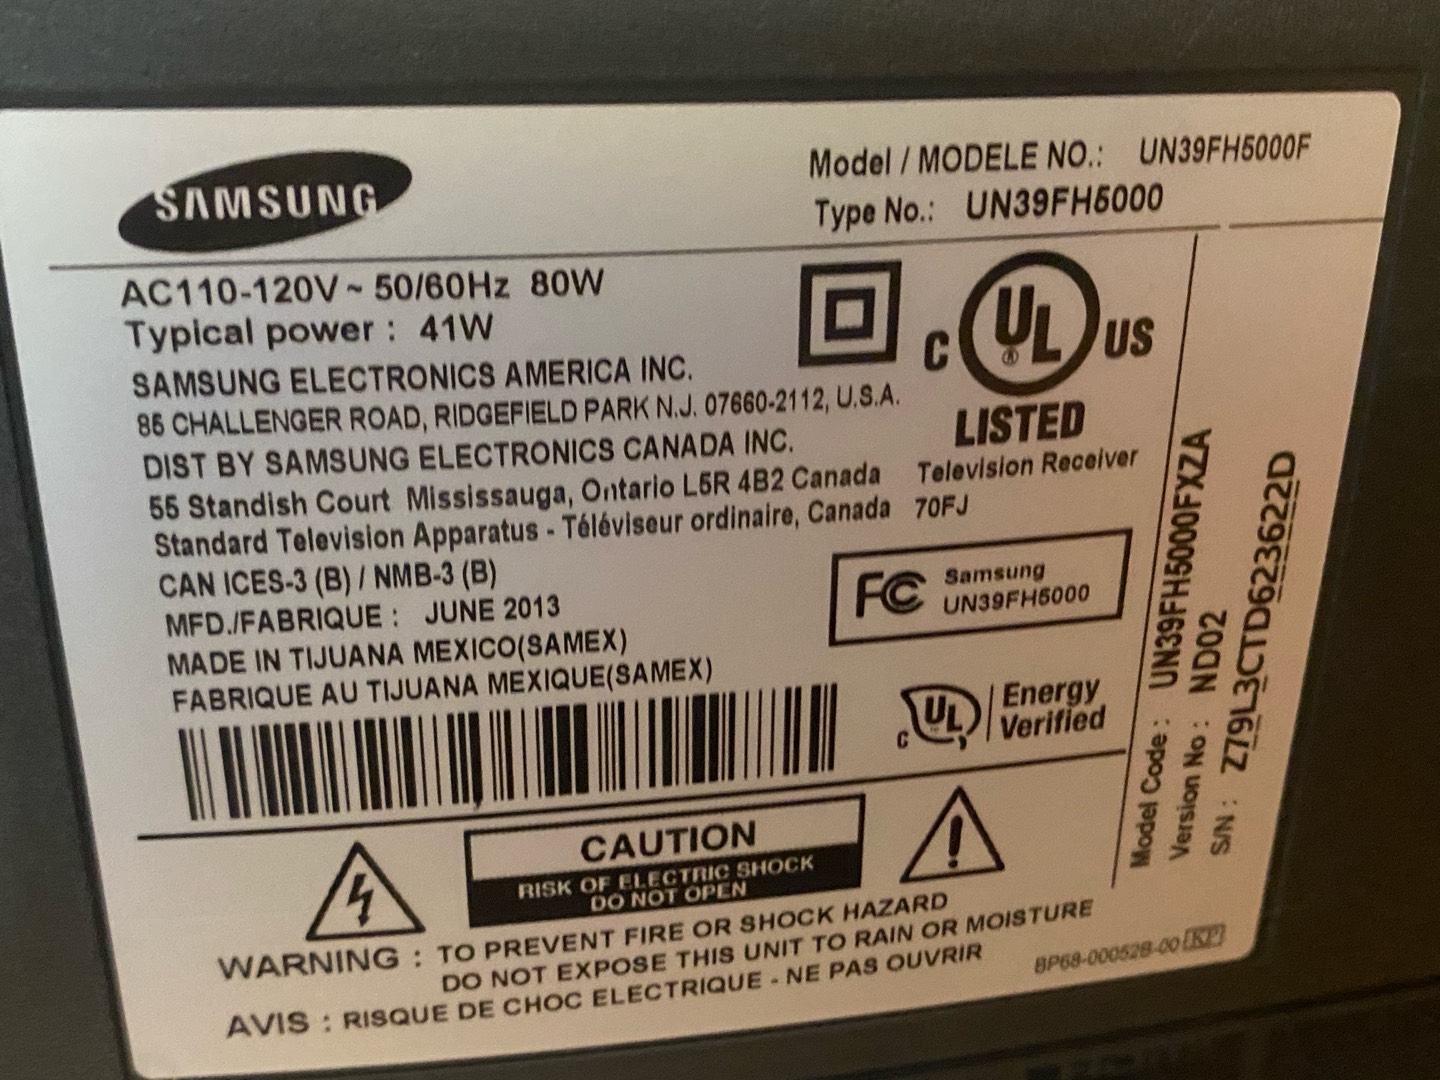 SAMSUNG
Model / MODELE NO.: UN39FH5000F
Type No.: UN39FH5000
AC110-120V ~ 50/60Hz 80W
Typical power : 41W
SAMSUNG ELECTRONICS AMERICA INC.
85 CHALLENGER ROAD, RIDGEFIELD PARK N.J. 07660-2112, U.S.A.
DIST BY SAMSUNG ELECTRONICS CANADA INC.
55 Standish Court Mississauga, Ontario L5R 4B2 Canada
Standard Television Apparatus - Téléviseur ordinaire, Canada
CAN ICES-3 (B) / NMB-3 (B)
MFD./FABRIQUE : JUNE 2013
MADE IN TIJUANA MEXICO(SAMEX)
FABRIQUE AU TIJUANA MEXIQUE(SAMEX)
C UL ® US
LISTED
Television Receiver
70FJ
FC Samsung
UN39FH5000
C UL Energy
Verified
Model Code : UN39FH5000FXZA
Version No : ND02
S/N : Z79L3CTD623622D
CAUTION
RISK OF ELECTRIC SHOCK
DO NOT OPEN
WARNING : TO PREVENT FIRE OR SHOCK HAZARD
DO NOT EXPOSE THIS UNIT TO RAIN OR MOISTURE
AVIS : RISQUE DE CHOC ELECTRIQUE - NE PAS OUVRIR
BP68-00052B-00 KP